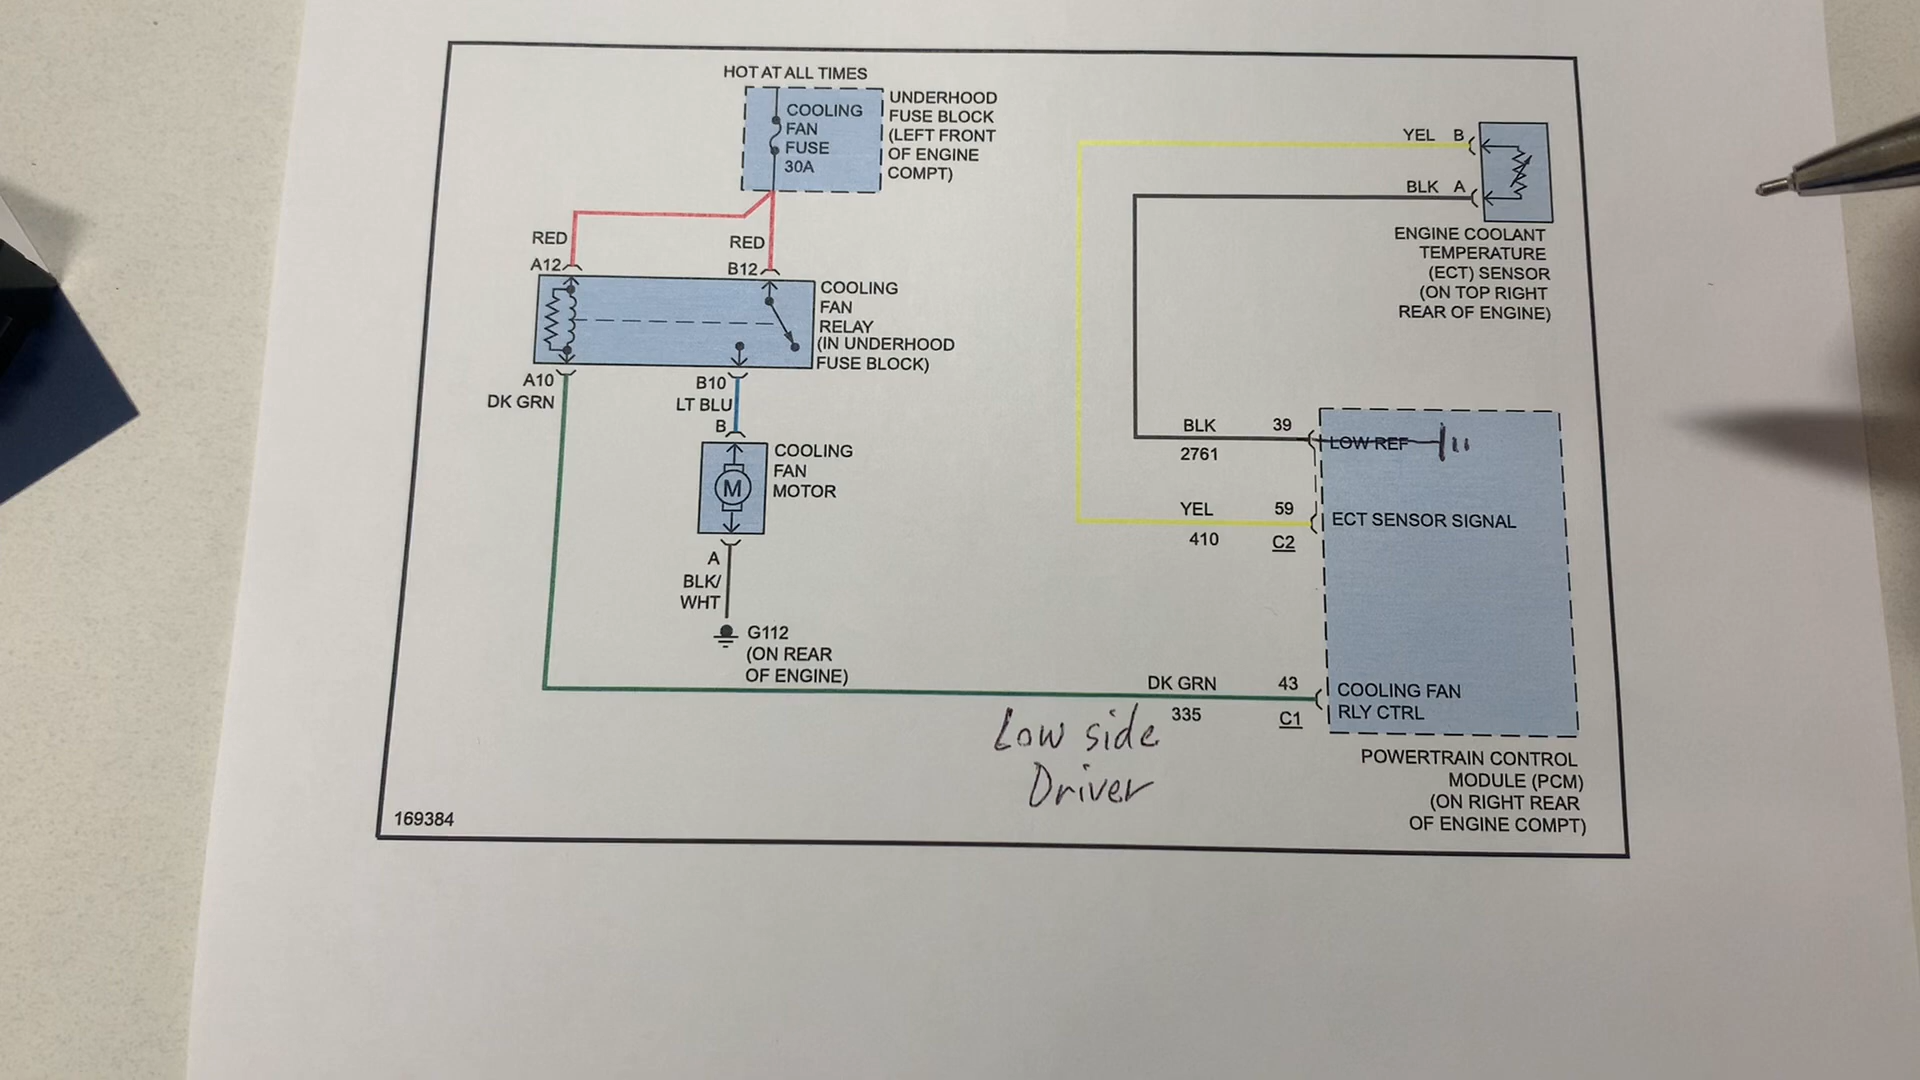 HOT AT ALL TIMES
COOLING
FAN
FUSE
30A
UNDERHOOD
FUSE BLOCK
(LEFT FRONT
OF ENGINE
COMPT)
RED
A12
RED
B12
COOLING
FAN
RELAY
(IN UNDERHOOD
FUSE BLOCK)
A10
DK GRN
B10
LT BLU
B
M
COOLING
FAN
MOTOR
A
BLK/
WHT
G112
(ON REAR
OF ENGINE)
YEL B
BLK A
ENGINE COOLANT
TEMPERATURE
(ECT) SENSOR
(ON TOP RIGHT
REAR OF ENGINE)
BLK 39
2761
LOW REF
YEL 59
410 C2
ECT SENSOR SIGNAL
DK GRN 43
335 C1
COOLING FAN
RLY CTRL
Low side
Driver
POWERTRAIN CONTROL
MODULE (PCM)
(ON RIGHT REAR
OF ENGINE COMPT)
169384